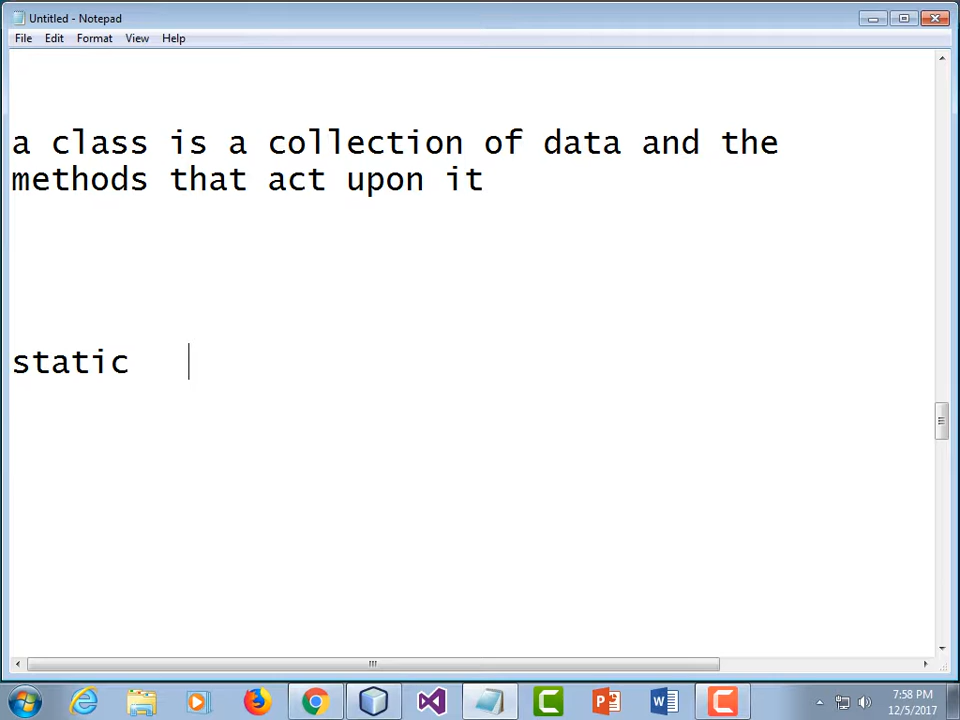 Untitled - Notepad
File Edit Format View Help
a class is a collection of data and the
methods that act upon it
static
7:58 PM
12/5/2017